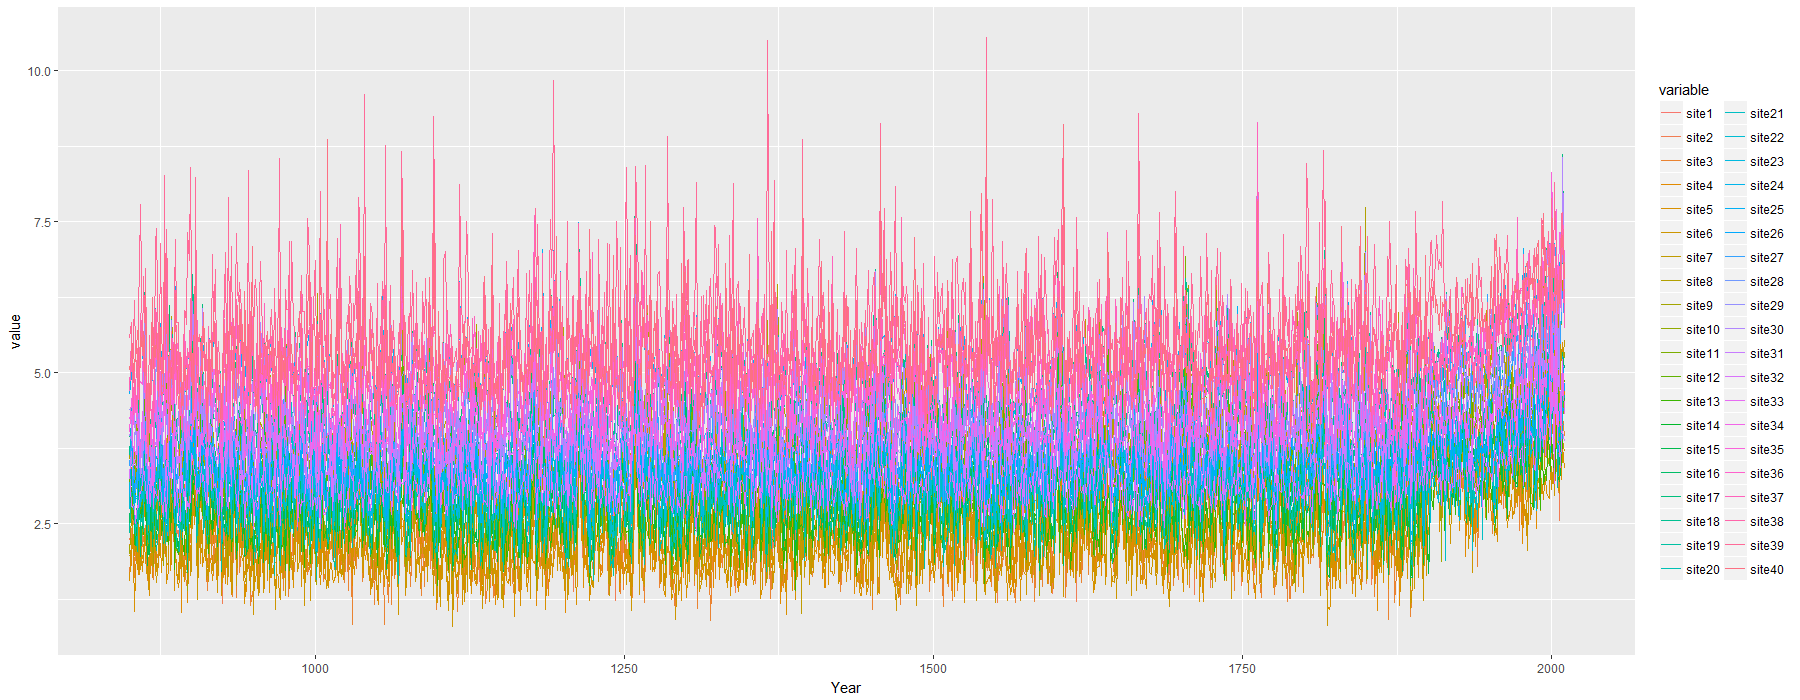 value
10.0
7.5
5.0
2.5
1000 1250 1500 1750 2000
Year
variable
site1 site21
site2 site22
site3 site23
site4 site24
site5 site25
site6 site26
site7 site27
site8 site28
site9 site29
site10 site30
site11 site31
site12 site32
site13 site33
site14 site34
site15 site35
site16 site36
site17 site37
site18 site38
site19 site39
site20 site40